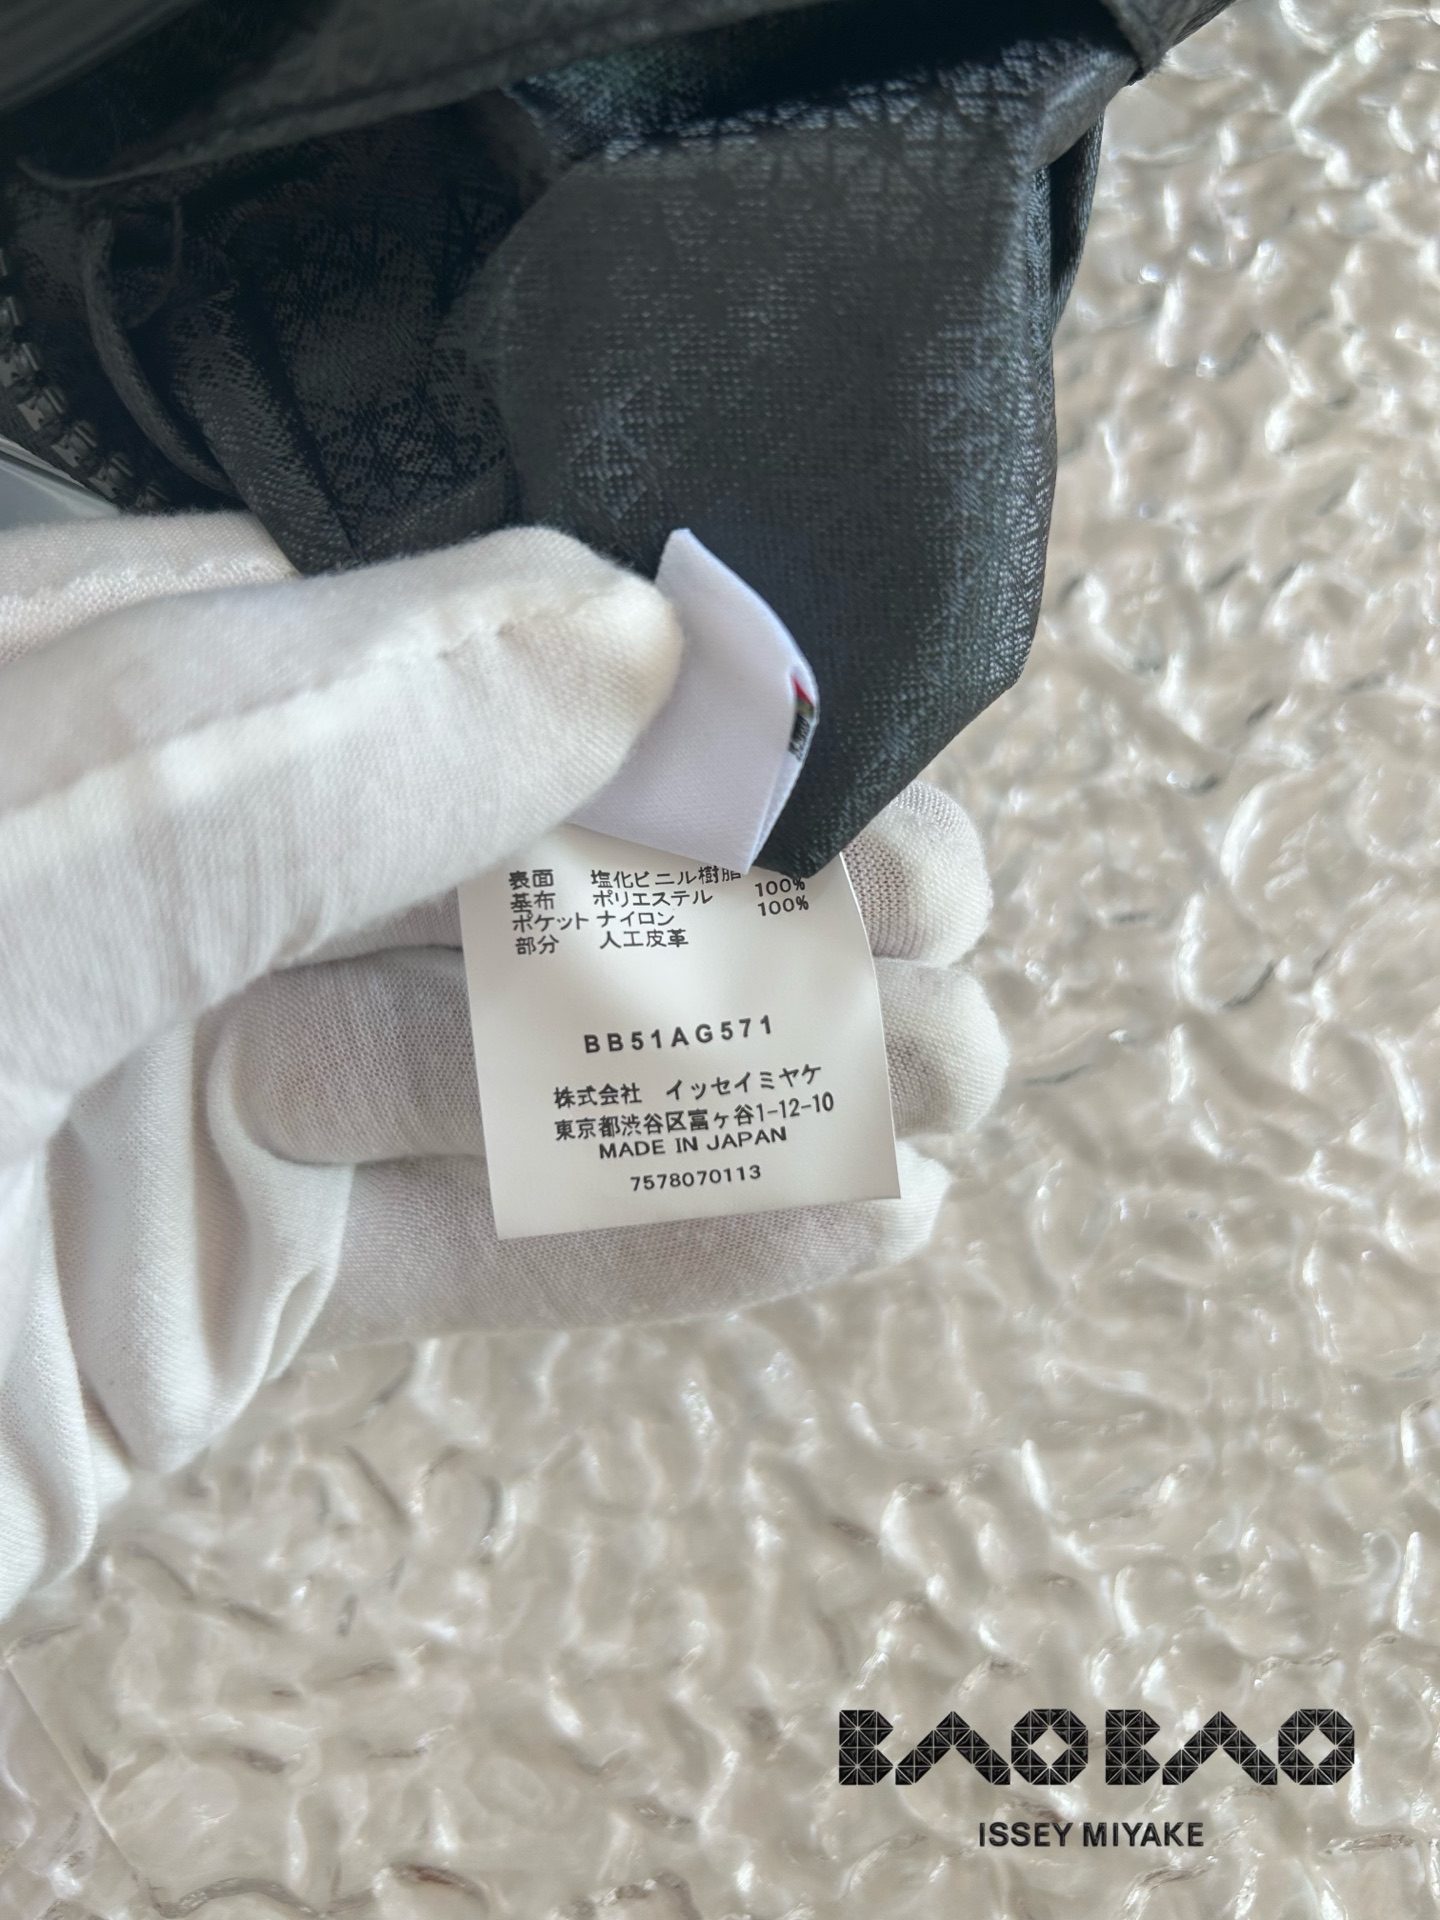 表面 塩化ビニル樹脂 100%
基布 ポリエステル 100%
ポケット ナイロン
部分 人工皮革
BB51AG571
株式会社 イッセイミヤケ
東京都渋谷区富ヶ谷1-12-10
MADE IN JAPAN
7578070113
BAOBAO
ISSEY MIYAKE